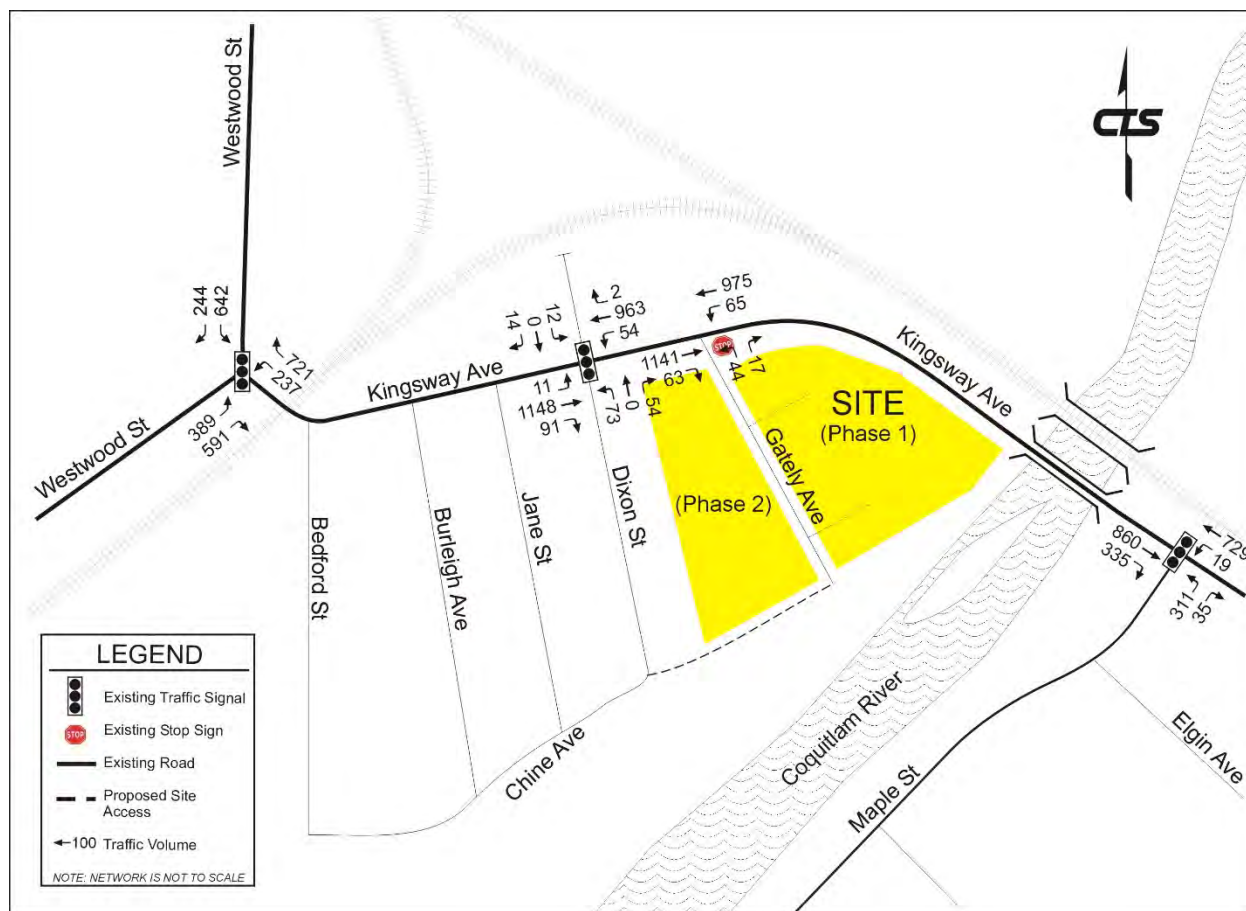 Westwood St
CTS
244
642
721
237
389
591
Westwood St
Kingsway Ave
14
0
12
2
963
54
11
1148
91
73
0
54
975
65
1141
63
STOP
44
17
Kingsway Ave
SITE
(Phase 1)
(Phase 2)
Gately Ave
Dixon St
Jane St
Burleigh Ave
Bedford St
Chine Ave
860
335
729
19
311
35
Coquitlam River
Maple St
Elgin Ave
LEGEND
Existing Traffic Signal
STOP
Existing Stop Sign
Existing Road
Proposed Site
Access
100 Traffic Volume
NOTE: NETWORK IS NOT TO SCALE